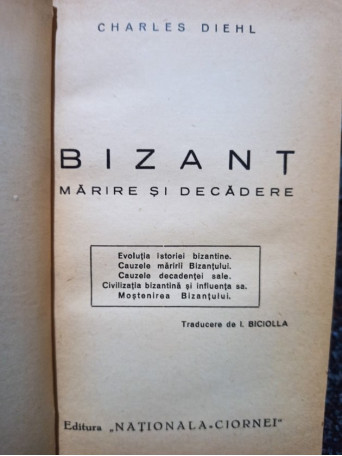 CHARLES DIEHL
BIZANȚ
MĂRIRE ȘI DECĂDERE
Evoluția istoriei bizantine.
Cauzele măririi Bizanțului.
Cauzele decadenței sale.
Civilizația bizantină și influența sa.
Moștenirea Bizanțului.
Traducere de I. BICIOLLA
Editura „NAȚIONALA-CIORNEI"